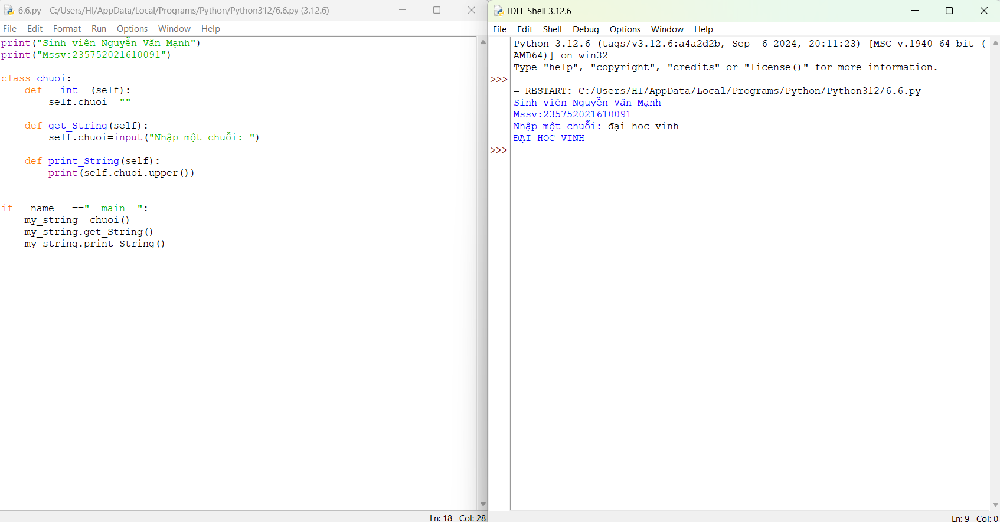 6.6.py - C:/Users/HI/AppData/Local/Programs/Python/Python312/6.6.py (3.12.6)
File Edit Format Run Options Window Help
print("Sinh viên Nguyễn Văn Mạnh")
print("Mssv:235752021610091")
class chuoi:
    def __int__(self):
        self.chuoi= ""
    def get_String(self):
        self.chuoi=input("Nhập một chuỗi: ")
    def print_String(self):
        print(self.chuoi.upper())
if __name__ =="__main__":
    my_string= chuoi()
    my_string.get_String()
    my_string.print_String()
Ln: 18 Col: 28
IDLE Shell 3.12.6
File Edit Shell Debug Options Window Help
Python 3.12.6 (tags/v3.12.6:a4a2d2b, Sep  6 2024, 20:11:23) [MSC v.1940 64 bit (
AMD64)] on win32
Type "help", "copyright", "credits" or "license()" for more information.
>>>
= RESTART: C:/Users/HI/AppData/Local/Programs/Python/Python312/6.6.py
Sinh viên Nguyễn Văn Mạnh
Mssv:235752021610091
Nhập một chuỗi: đại hoc vinh
ĐẠI HOC VINH
>>>
Ln: 9 Col: 0